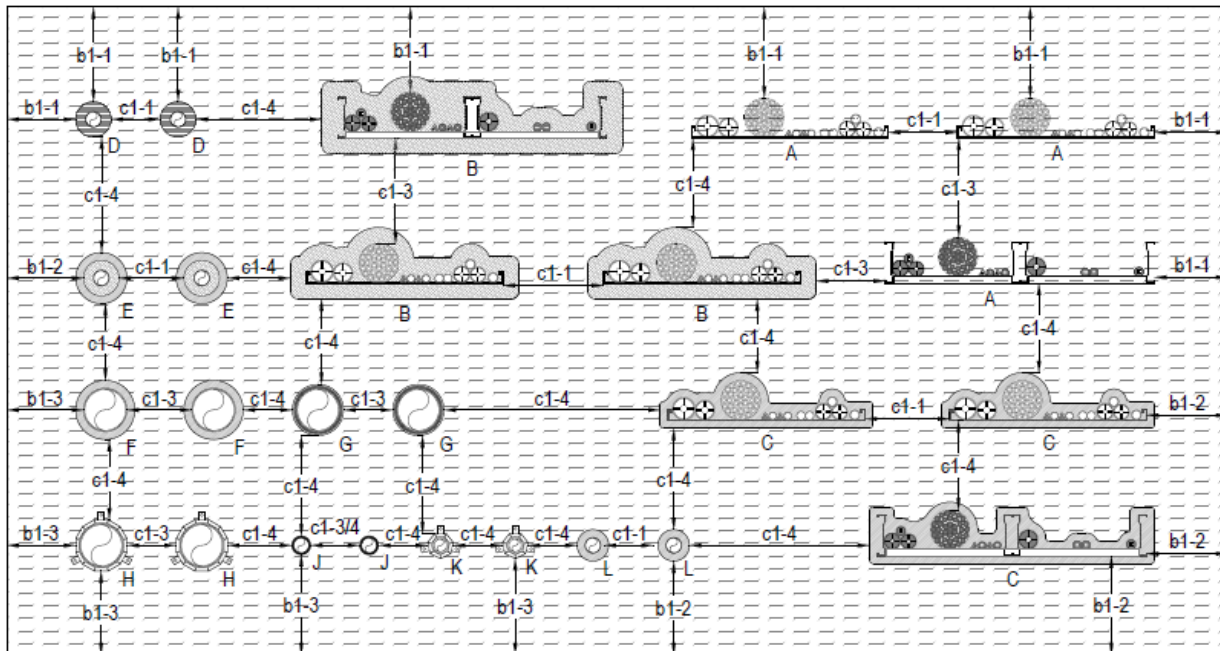 b1-1 b1-1 b1-1 b1-1 b1-1
b1-1 c1-1 c1-4 c1-1 b1-1
D D B A A
c1-4 c1-3 c1-4 c1-3
b1-2 c1-1 c1-4 c1-1 c1-3 b1-1
E E B B A
c1-4 c1-4 c1-4 c1-4
b1-3 c1-3 c1-4 c1-3 c1-4 c1-1 b1-2
F F G G C C
c1-4 c1-4 c1-4 c1-4 c1-4
b1-3 c1-3 c1-4 c1-3/4 c1-4 c1-4 c1-4 c1-1 c1-4 b1-2
H H J J K K L L C
b1-3 b1-3 b1-3 b1-2 b1-2